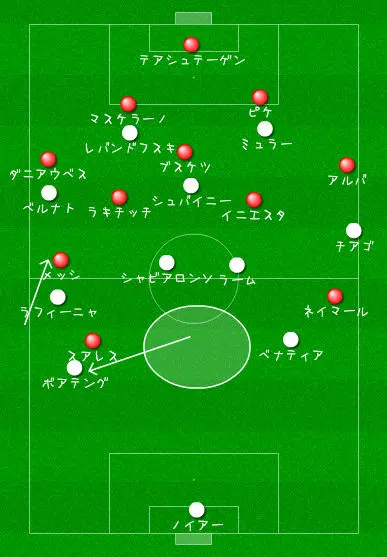 テアシュテーゲン
マスケラーノ
ピケ
レバンドフスキ
ミュラー
ブスケツ
ダニアウベス
アルバ
ベルナト
ラキチッチ
シュバイニー
イニエスタ
チアゴ
メッシ
シャビアロンソ
ラーム
ラフィーニャ
ネイマール
スアレス
ベナティア
ボアテング
ノイアー